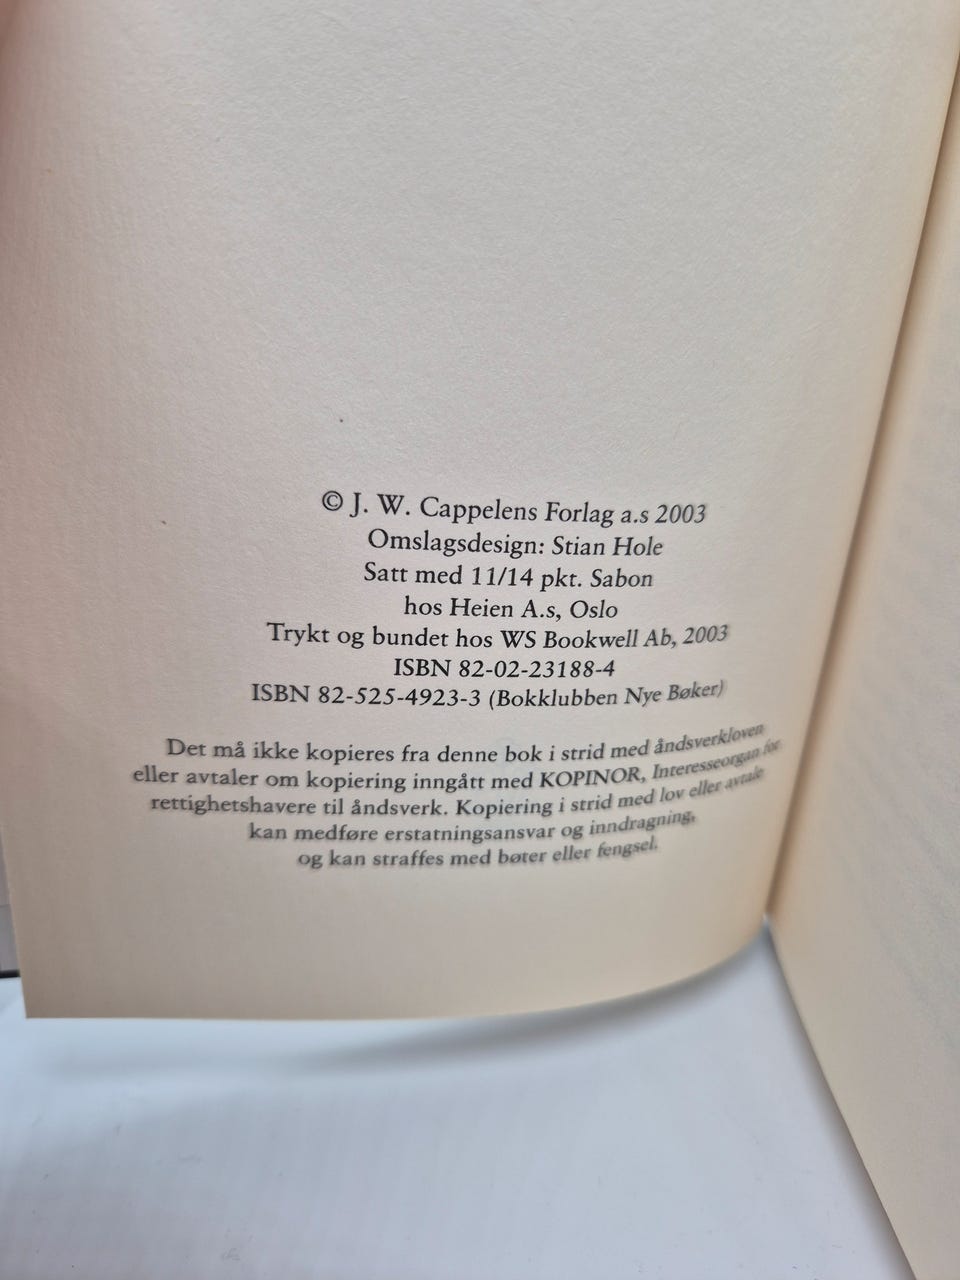 © J. W. Cappelens Forlag a.s 2003
Omslagsdesign: Stian Hole
Satt med 11/14 pkt. Sabon
hos Heien A.s, Oslo
Trykt og bundet hos WS Bookwell Ab, 2003
ISBN 82-02-23188-4
ISBN 82-525-4923-3 (Bokklubben Nye Bøker)
Det må ikke kopieres fra denne bok i strid med åndsverkloven
eller avtaler om kopiering inngått med KOPINOR, Interesseorgan for
rettighetshavere til åndsverk. Kopiering i strid med lov eller avtale
kan medføre erstatningsansvar og inndragning,
og kan straffes med bøter eller fengsel.